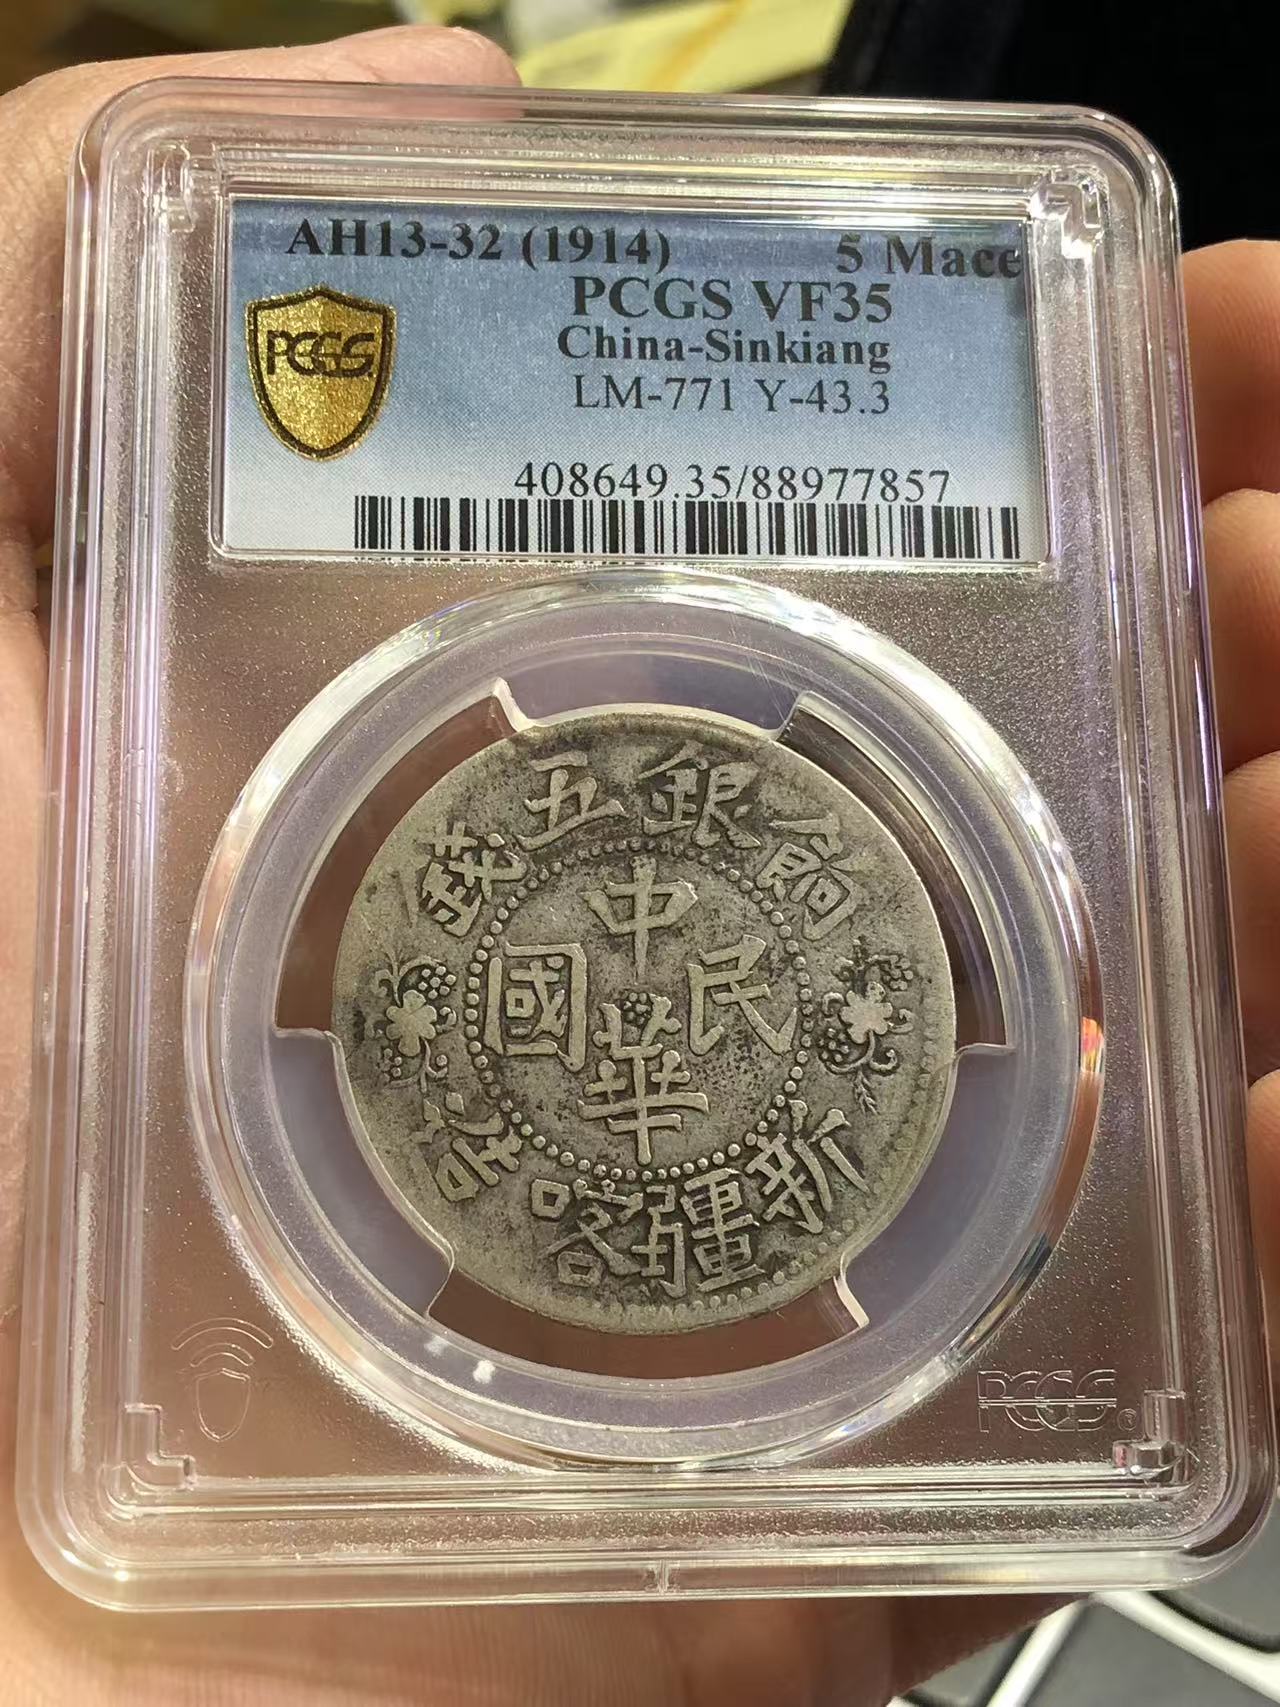 AH13-32 (1914) 5 Mace
PCGS VF35
China-Sinkiang
LM-771 Y-43.3
PCGS
408649.35/88977857
餉銀五錢
中華民國
新疆喀造
PCGS